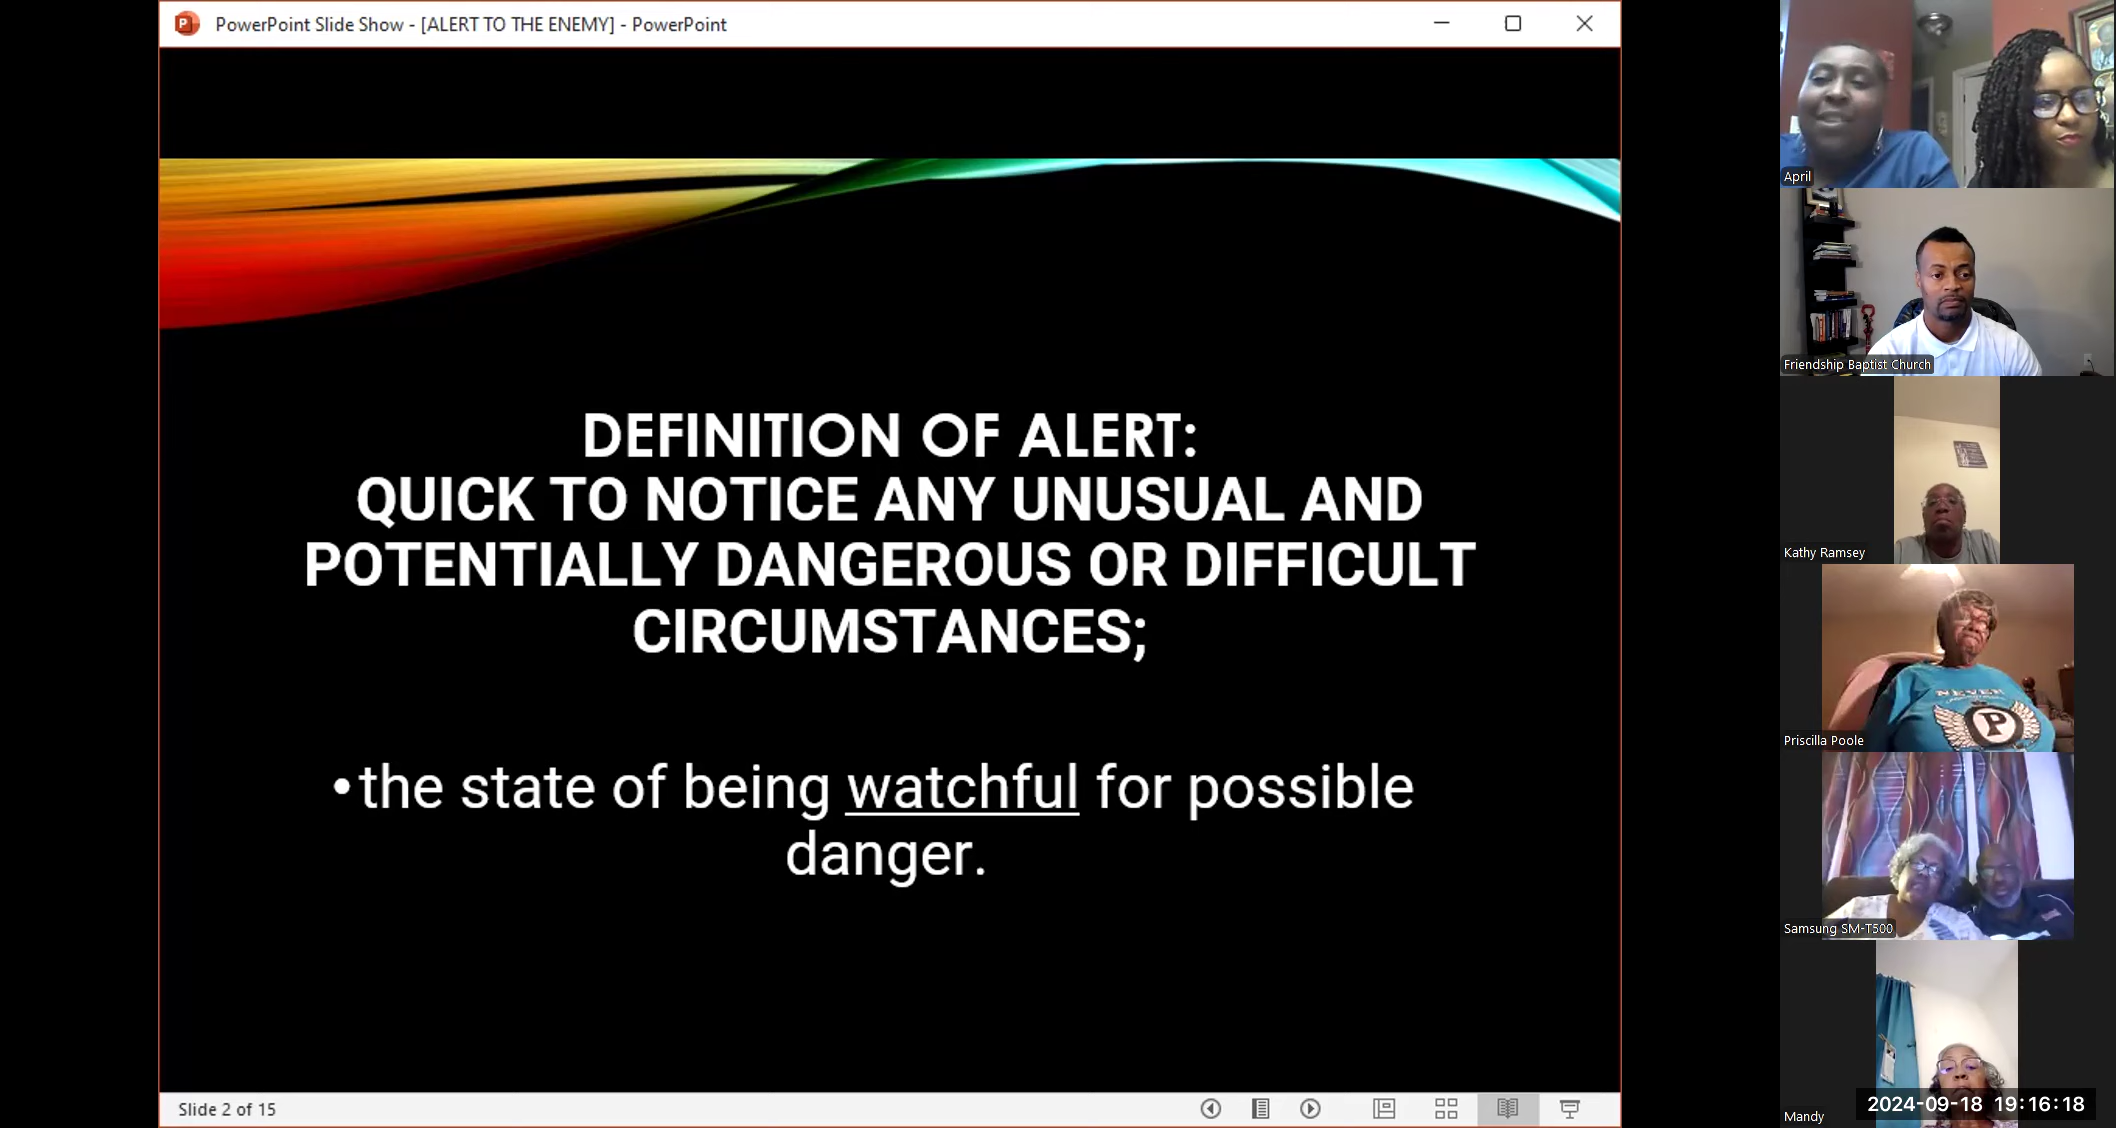 PowerPoint Slide Show - [ALERT TO THE ENEMY] - PowerPoint
DEFINITION OF ALERT:
QUICK TO NOTICE ANY UNUSUAL AND
POTENTIALLY DANGEROUS OR DIFFICULT
CIRCUMSTANCES;
•the state of being watchful for possible
danger.
Slide 2 of 15
April
Friendship Baptist Church
Kathy Ramsey
NEVER
P
Priscilla Poole
Samsung SM-T500
Mandy
2024-09-18 19:16:18